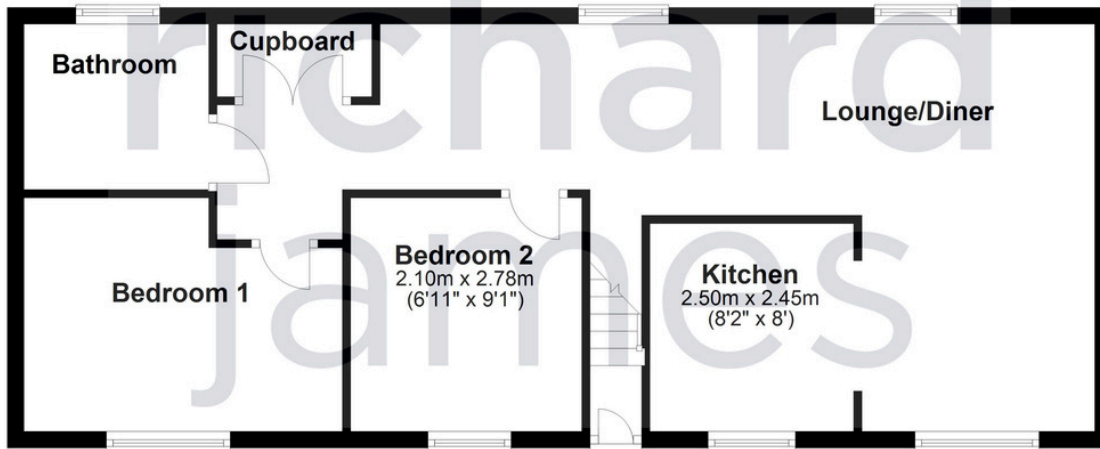 richard
james
Bathroom
Cupboard
Lounge/Diner
Bedroom 1
Bedroom 2
2.10m x 2.78m
(6'11" x 9'1")
Kitchen
2.50m x 2.45m
(8'2" x 8')